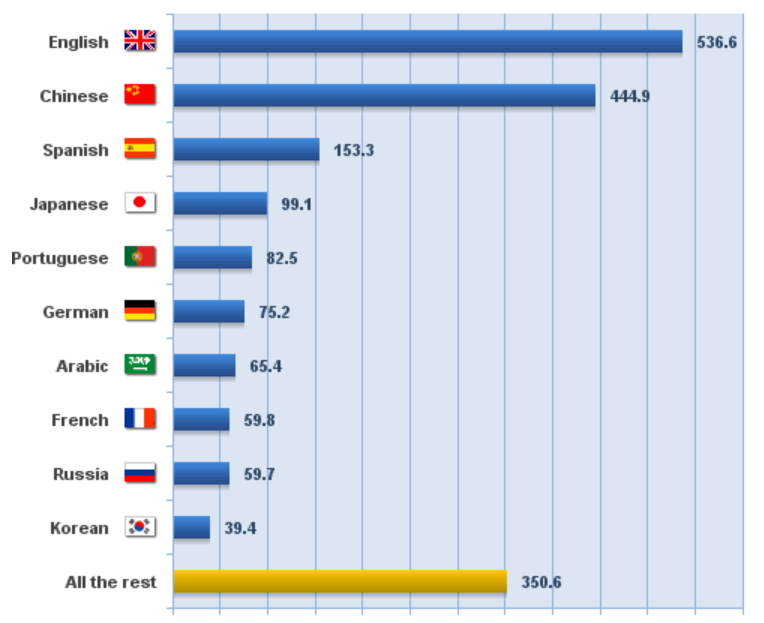 English 536.6
Chinese 444.9
Spanish 153.3
Japanese 99.1
Portuguese 82.5
German 75.2
Arabic 65.4
French 59.8
Russia 59.7
Korean 39.4
All the rest 350.6